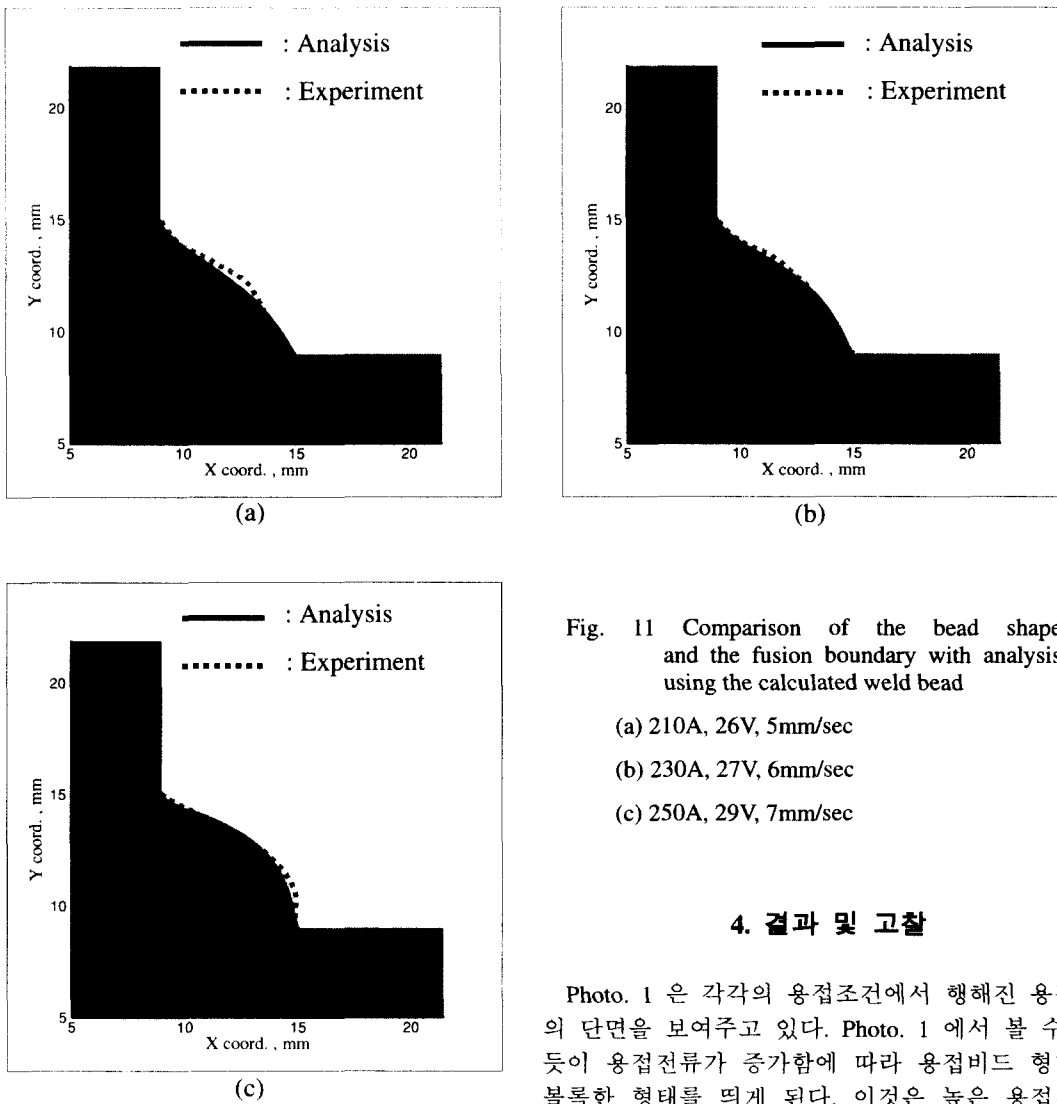 : Analysis
: Experiment
20
15
10
5
Y coord. , mm
5
10
15
20
X coord. , mm
(a)
: Analysis
: Experiment
20
15
10
5
Y coord. , mm
5
10
15
20
X coord. , mm
(b)
: Analysis
: Experiment
20
15
10
5
Y coord. , mm
5
10
15
20
X coord. , mm
(c)
Fig. 11 Comparison of the bead shape
and the fusion boundary with analysis
using the calculated weld bead
(a) 210A, 26V, 5mm/sec
(b) 230A, 27V, 6mm/sec
(c) 250A, 29V, 7mm/sec
4. 결과 및 고찰
Photo. 1 은 각각의 용접조건에서 행해진
의 단면을 보여주고 있다. Photo. 1 에서 볼 수
듯이 용접전류가 증가함에 따라 용접비드
볼록한 형태를 띄게 된다. 이것은 높은 용접